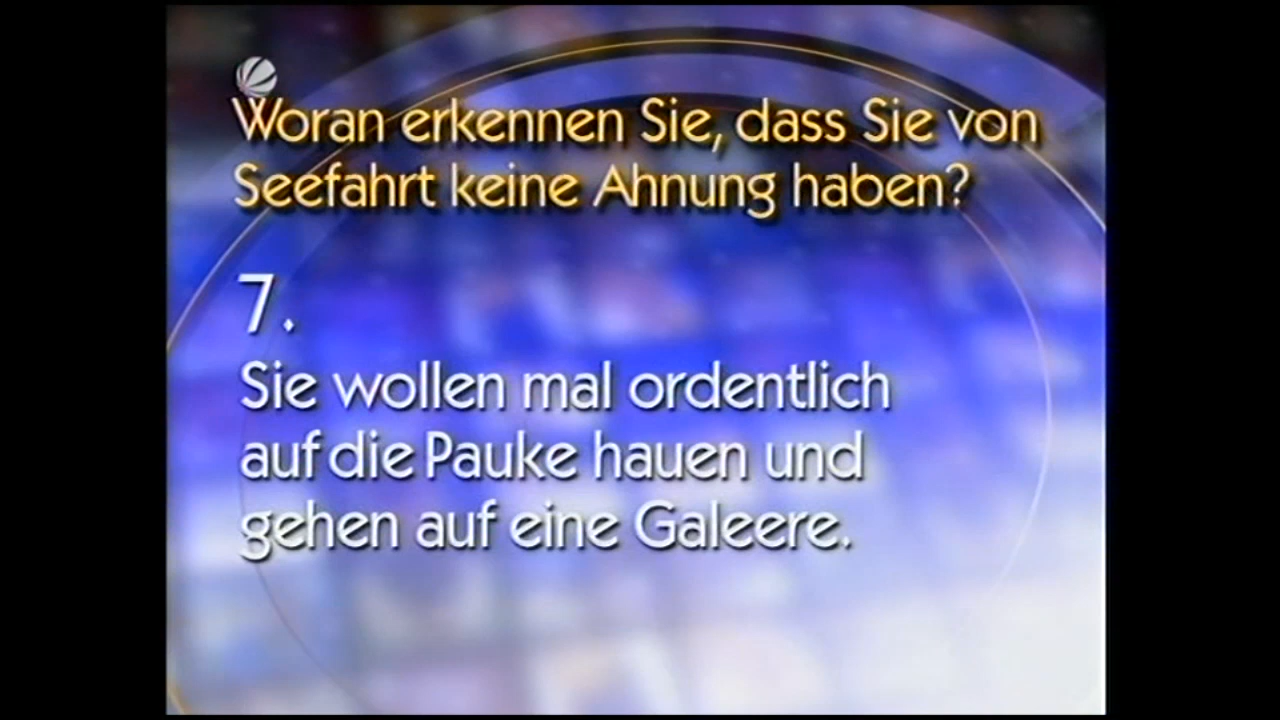 Woran erkennen Sie, dass Sie von
Seefahrt keine Ahnung haben?
7.
Sie wollen mal ordentlich
auf die Pauke hauen und
gehen auf eine Galeere.